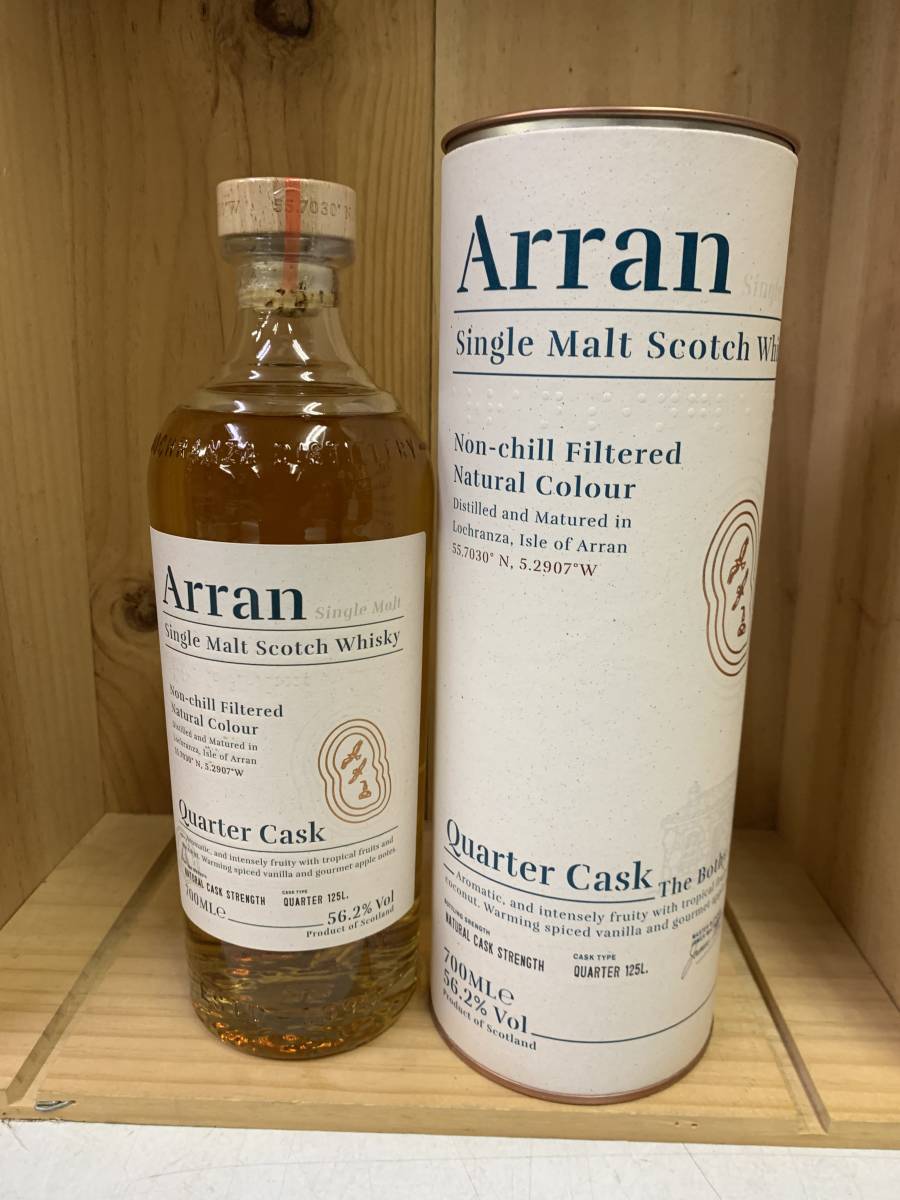 55.7030° N
LOCHRANZA DISTILLERY
Arran Single Malt
Single Malt Scotch Whisky
Non-chill Filtered
Natural Colour
Distilled and Matured in
Lochranza, Isle of Arran
55.7030° N, 5.2907°W
Quarter Cask
Aromatic, and intensely fruity with tropical fruits and
Warming spiced vanilla and gourmet apple notes.
NATURAL CASK STRENGTH
CASK TYPE
QUARTER 125L.
700MLe
56.2% Vol
Product of Scotland
Arran
Single Malt Scotch Whi
Non-chill Filtered
Natural Colour
Distilled and Matured in
Lochranza, Isle of Arran
55.7030° N, 5.2907°W
Quarter Cask The Bothy
Aromatic, and intensely fruity with tropical
coconut. Warming spiced vanilla and gourmet
BOTTLING STRENGTH
NATURAL CASK STRENGTH
CASK TYPE
QUARTER 125L.
700MLe
56.2% Vol
Product of Scotland